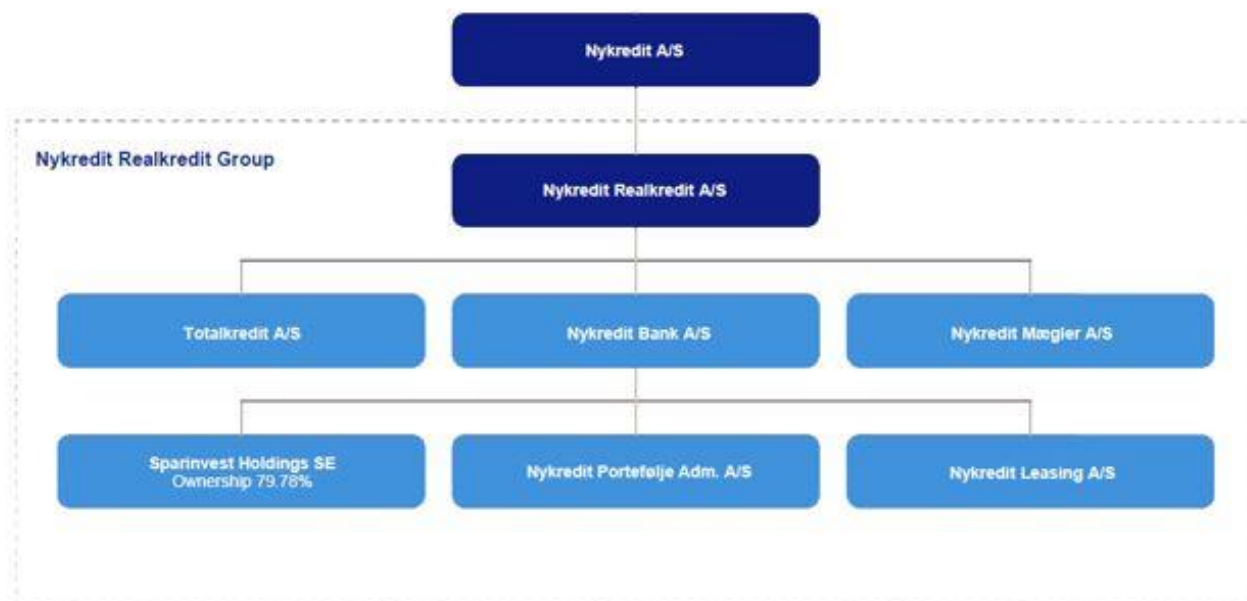 Nykredit A/S
Nykredit Realkredit Group
Nykredit Realkredit A/S
Totalkredit A/S
Nykredit Bank A/S
Nykredit Mægler A/S
Sparinvest Holdings SE
Ownership 79.78%
Nykredit Portefølje Adm. A/S
Nykredit Leasing A/S